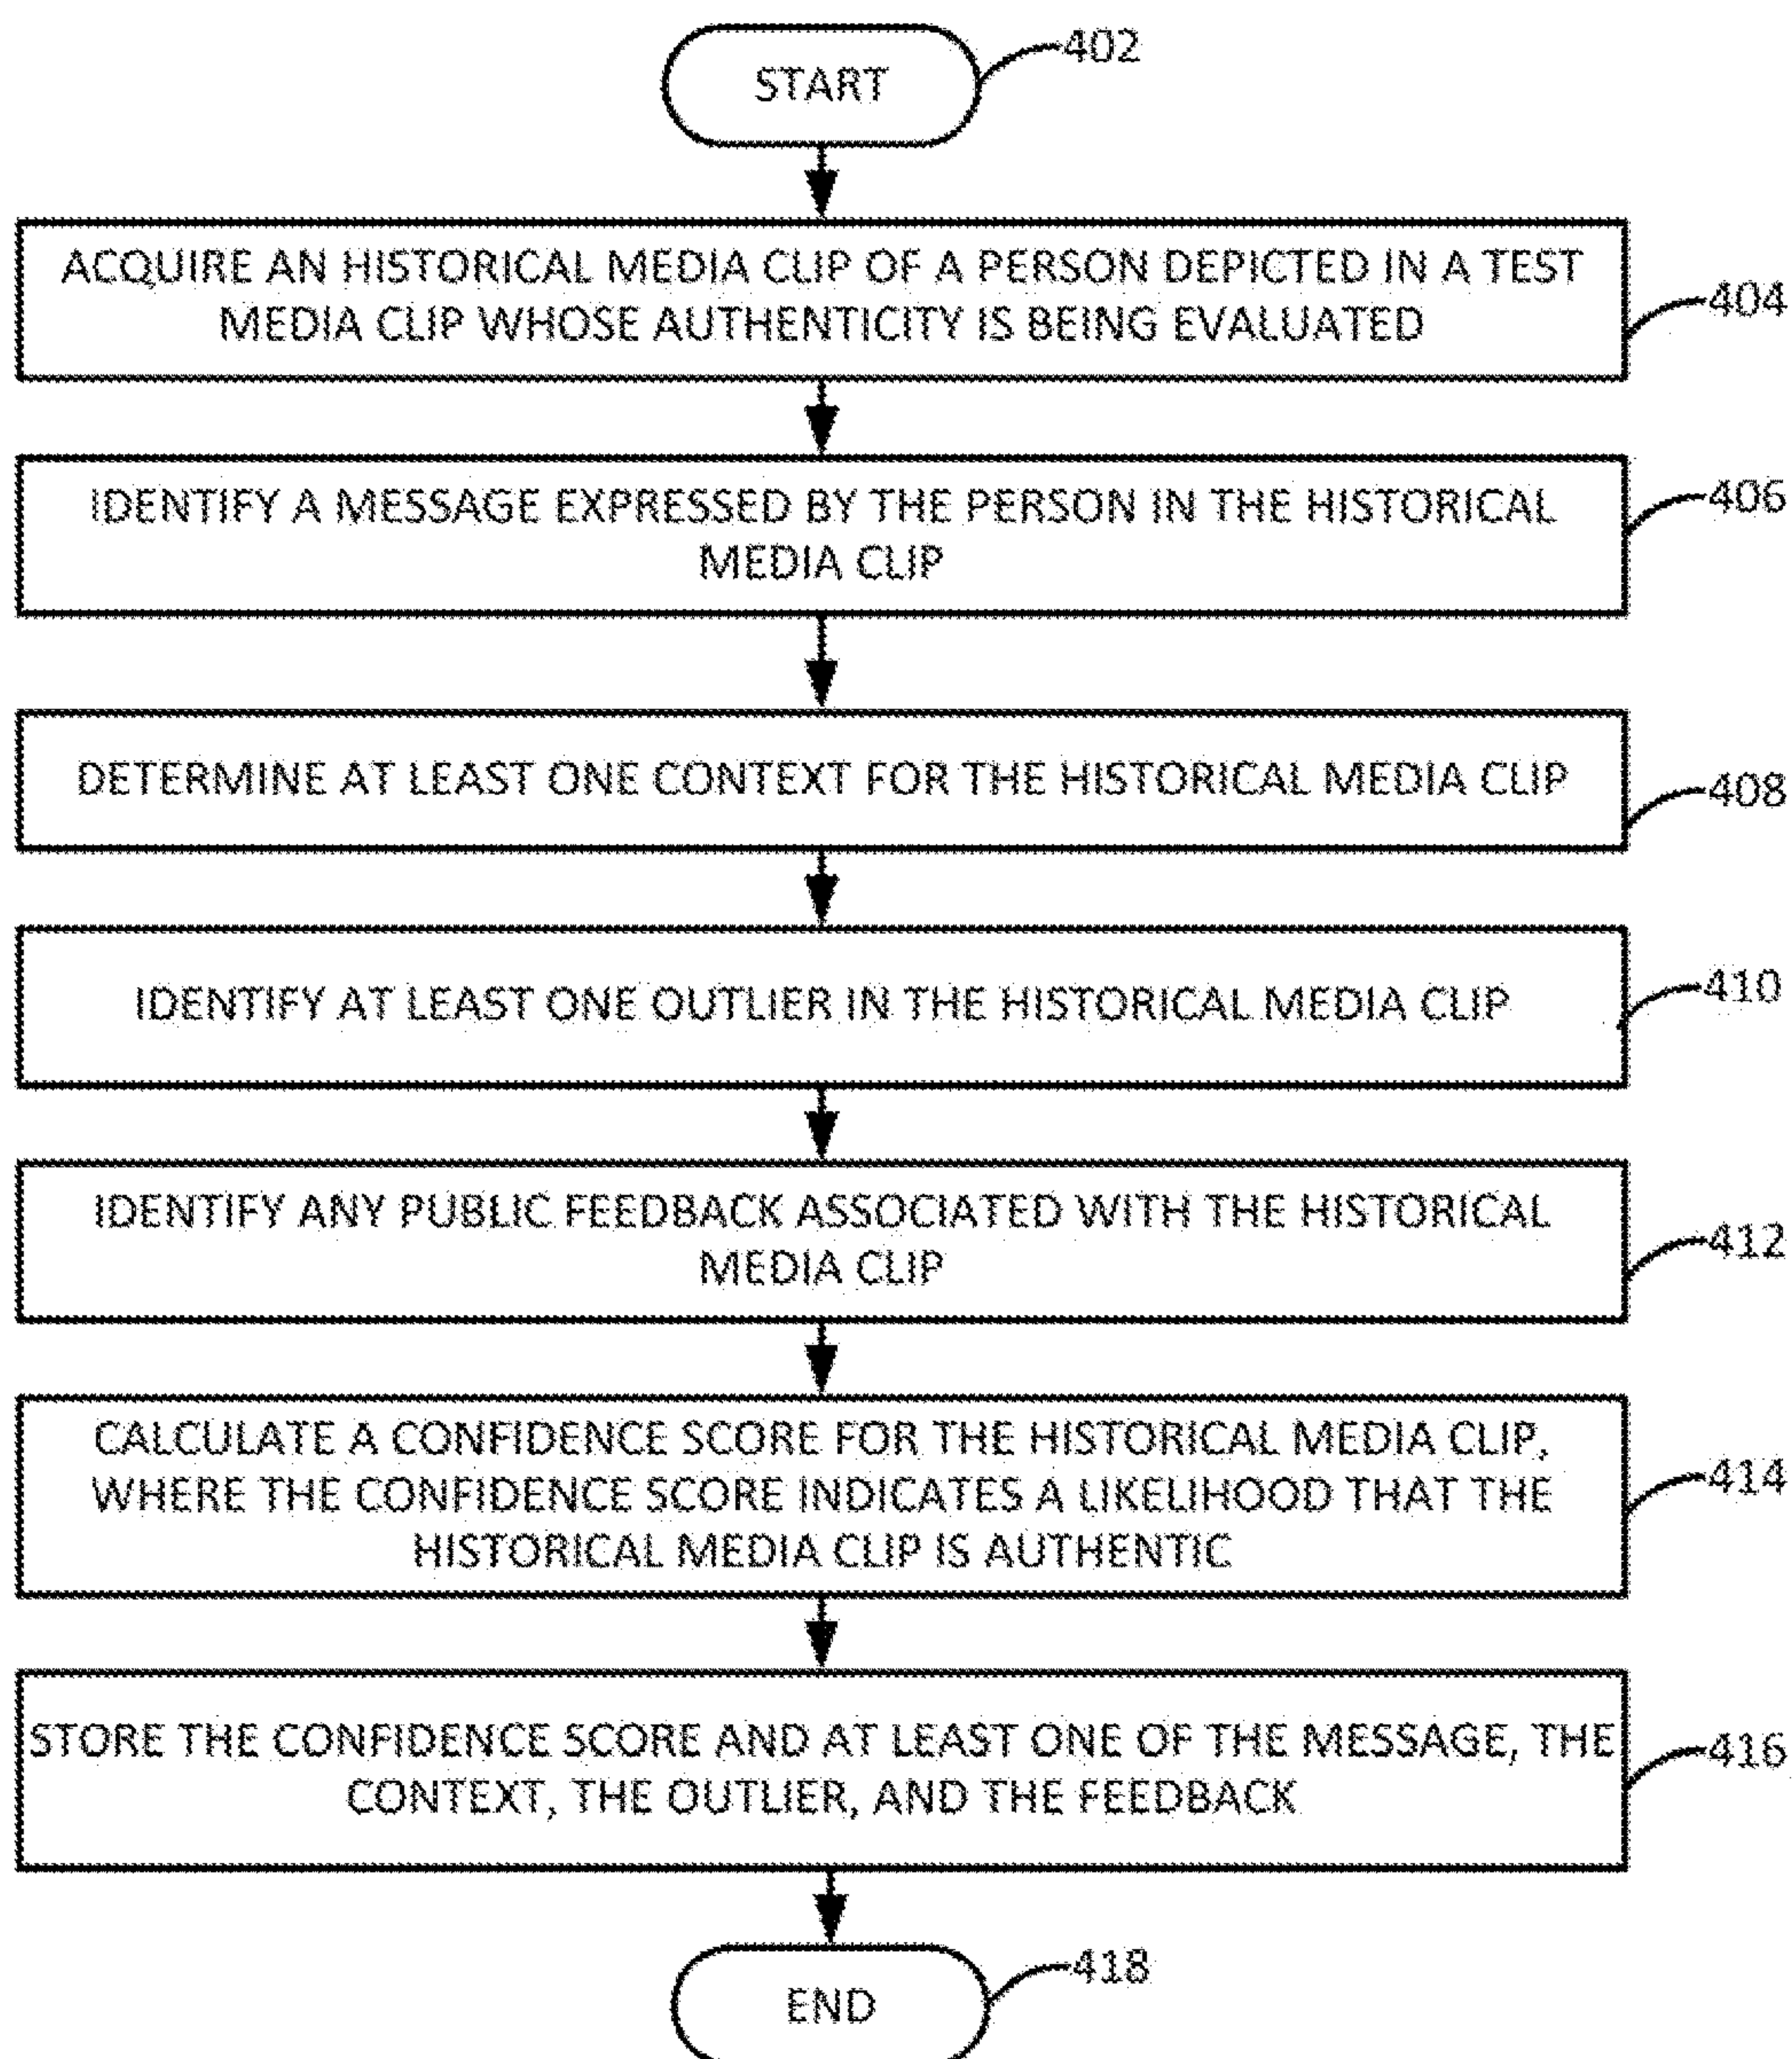 START
402
ACQUIRE AN HISTORICAL MEDIA CLIP OF A PERSON DEPICTED IN A TEST
MEDIA CLIP WHOSE AUTHENTICITY IS BEING EVALUATED
404
IDENTIFY A MESSAGE EXPRESSED BY THE PERSON IN THE HISTORICAL
MEDIA CLIP
406
DETERMINE AT LEAST ONE CONTEXT FOR THE HISTORICAL MEDIA CLIP
408
IDENTIFY AT LEAST ONE OUTLIER IN THE HISTORICAL MEDIA CLIP
410
IDENTIFY ANY PUBLIC FEEDBACK ASSOCIATED WITH THE HISTORICAL
MEDIA CLIP
412
CALCULATE A CONFIDENCE SCORE FOR THE HISTORICAL MEDIA CLIP,
WHERE THE CONFIDENCE SCORE INDICATES A LIKELIHOOD THAT THE
HISTORICAL MEDIA CLIP IS AUTHENTIC
414
STORE THE CONFIDENCE SCORE AND AT LEAST ONE OF THE MESSAGE, THE
CONTEXT, THE OUTLIER, AND THE FEEDBACK
416
END
418